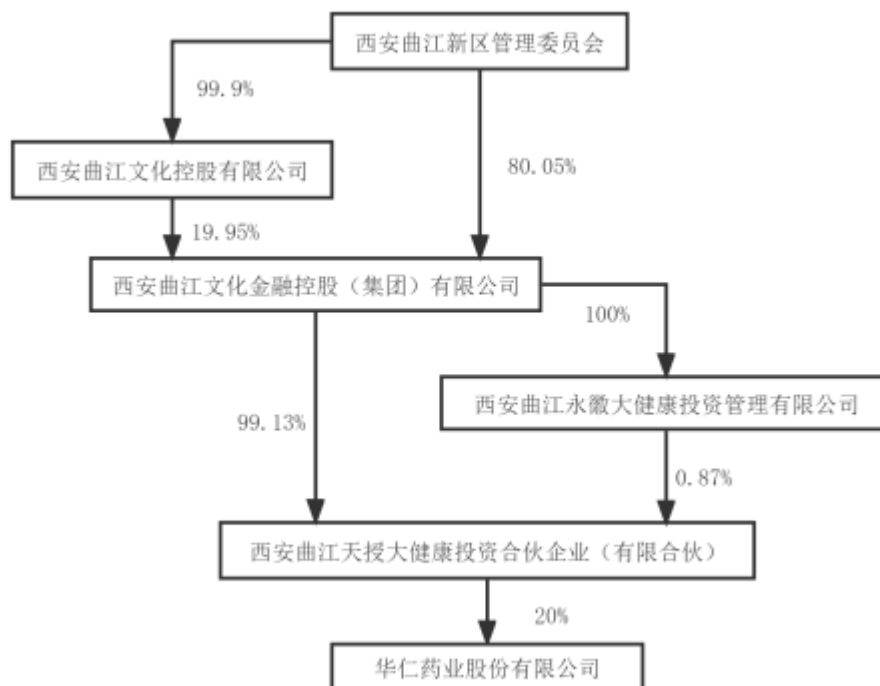 西安曲江新区管理委员会
99.9%
西安曲江文化控股有限公司
80.05%
19.95%
西安曲江文化金融控股（集团）有限公司
100%
西安曲江永徽大健康投资管理有限公司
99.13%
0.87%
西安曲江天授大健康投资合伙企业（有限合伙）
20%
华仁药业股份有限公司